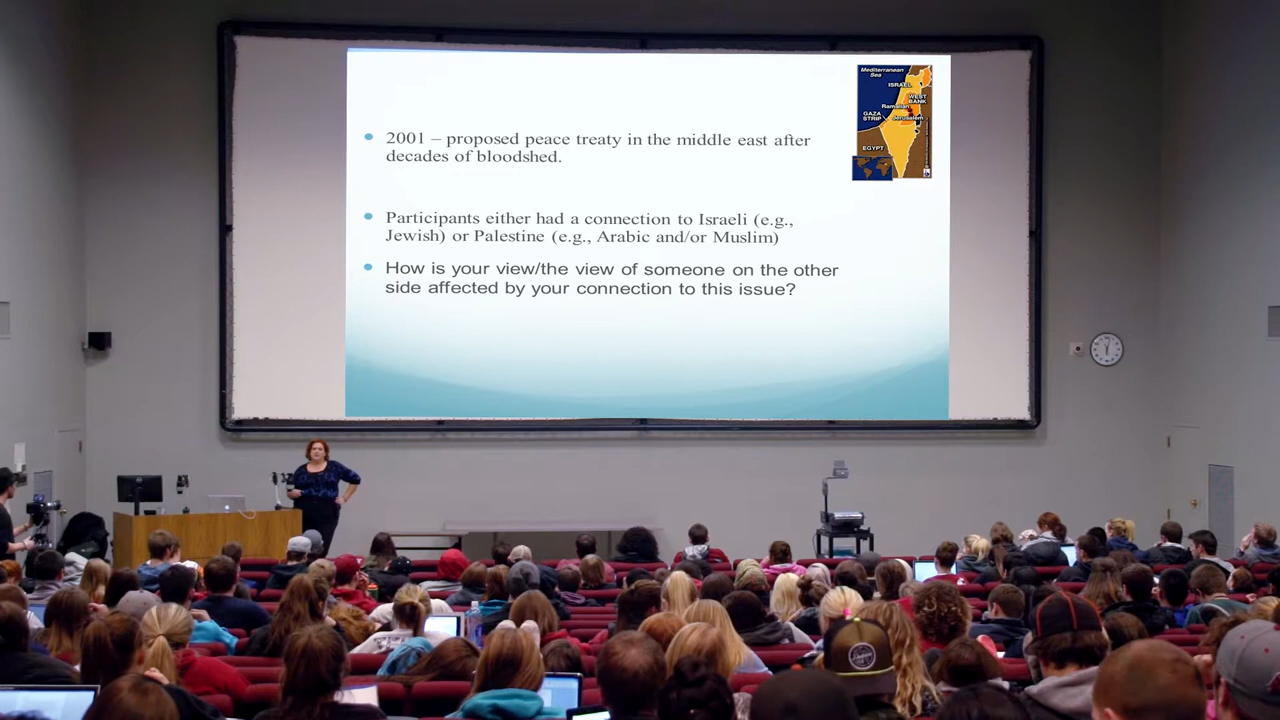 2001 – proposed peace treaty in the middle east after
decades of bloodshed.
Participants either had a connection to Israeli (e.g.,
Jewish) or Palestine (e.g., Arabic and/or Muslim)
How is your view/the view of someone on the other
side affected by your connection to this issue?
Mediterranean
Sea
ISRAEL
WEST
BANK
Ramallah
GAZA
STRIP
Jerusalem
EGYPT